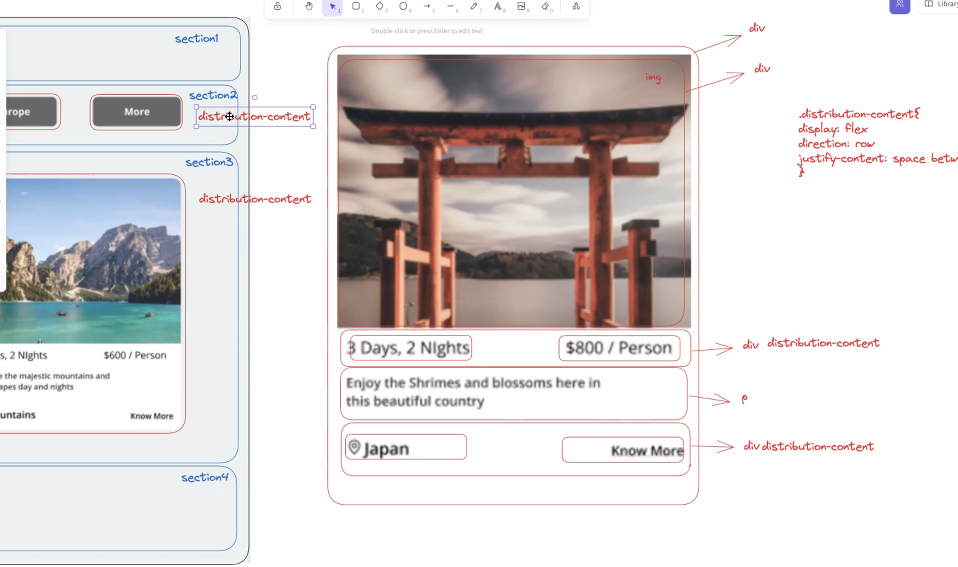 Library
Double-click or press Enter to edit text
section1
section2
More
distribution-content
section3
distribution-content
s, 2 NIghts
$600 / Person
e the majestic mountains and
apes day and nights
untains
Know More
section4
div
img
div
3 Days, 2 NIghts
$800 / Person
div distribution-content
Enjoy the Shrimes and blossoms here in
this beautiful country
p
Japan
Know More
div distribution-content
.distribution-content{
display: flex
direction: row
justify-content: space betw
}